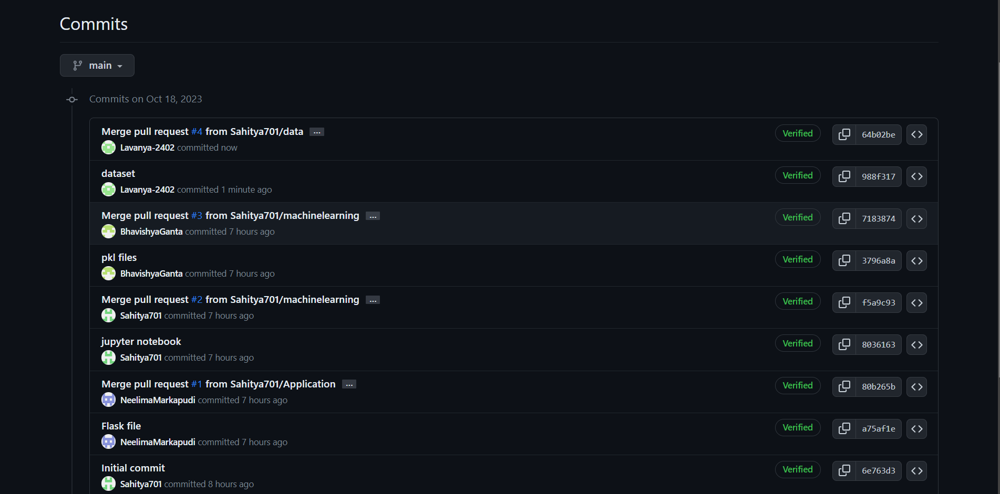 Commits
main
Commits on Oct 18, 2023
Merge pull request #4 from Sahitya701/data ...
Verified 64b02be
Lavanya-2402 committed now
dataset
Verified 988f317
Lavanya-2402 committed 1 minute ago
Merge pull request #3 from Sahitya701/machinelearning ...
Verified 7183874
BhavishyaGanta committed 7 hours ago
pkl files
Verified 3796a8a
BhavishyaGanta committed 7 hours ago
Merge pull request #2 from Sahitya701/machinelearning ...
Verified f5a9c93
Sahitya701 committed 7 hours ago
jupyter notebook
Verified 8036163
Sahitya701 committed 7 hours ago
Merge pull request #1 from Sahitya701/Application ...
Verified 80b265b
NeelimaMarkapudi committed 7 hours ago
Flask file
Verified a75af1e
NeelimaMarkapudi committed 7 hours ago
Initial commit
Verified 6e763d3
Sahitya701 committed 8 hours ago